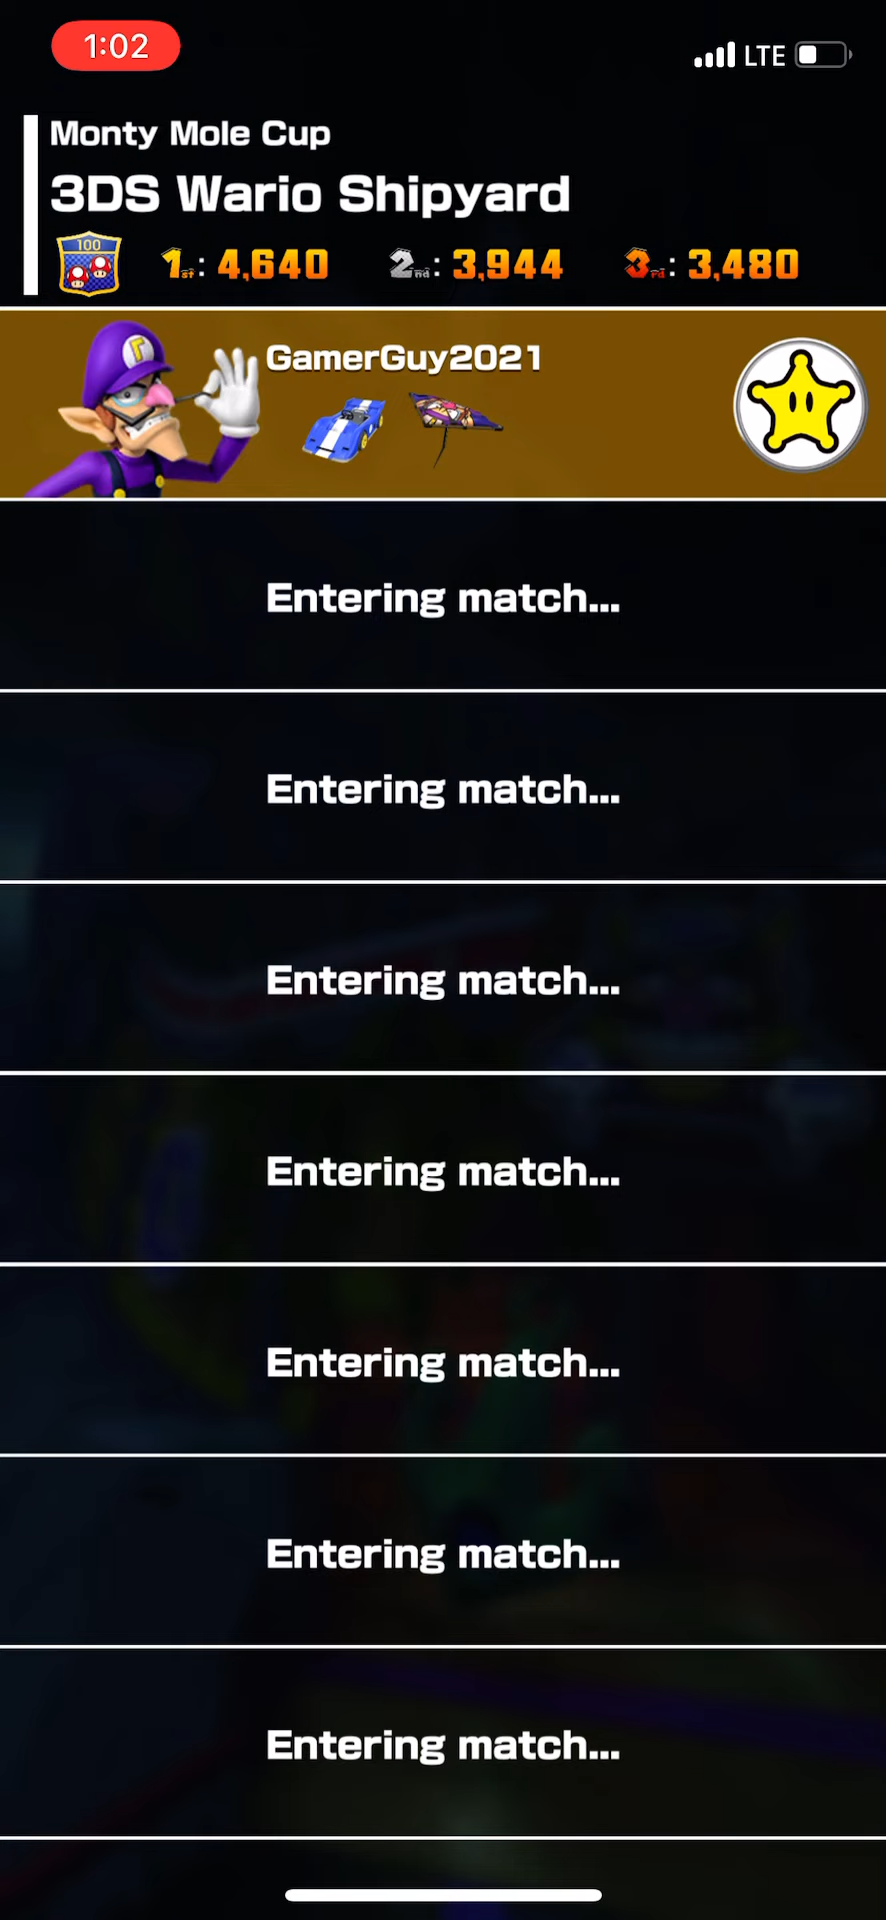 1:02
LTE
Monty Mole Cup
3DS Wario Shipyard
100 1st: 4,640 2nd: 3,944 3rd: 3,480
GamerGuy2021
Entering match...
Entering match...
Entering match...
Entering match...
Entering match...
Entering match...
Entering match...